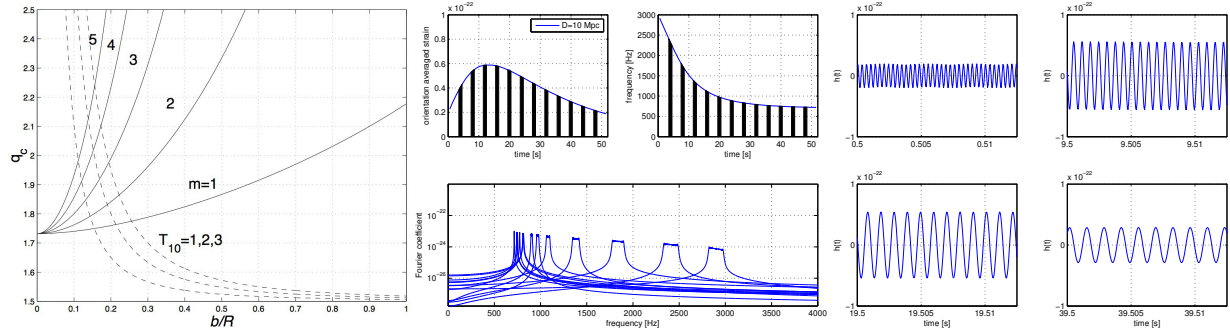 2.5
2.4
2.3
2.2
2.1
2
1.9
1.8
1.7
1.6
1.5
q_c
5
4
3
2
m=1
T_10=1,2,3
0 0.1 0.2 0.3 0.4 0.5 0.6 0.7 0.8 0.9 1
b/R
x 10^-22
1
0.8
0.6
0.4
0.2
0
orientation averaged strain
D=10 Mpc
0 10 20 30 40 50
time [s]
3000
2500
2000
1500
1000
500
0
frequency [Hz]
0 10 20 30 40 50
time [s]
10^-22
10^-24
10^-26
Fourier coefficient
0 500 1000 1500 2000 2500 3000 3500 4000
frequency [Hz]
x 10^-22
1
0
-1
h(t)
0.5 0.505 0.51
x 10^-22
1
0
-1
h(t)
9.5 9.505 9.51
x 10^-22
1
0
-1
h(t)
19.5 19.505 19.51
time [s]
x 10^-22
1
0
-1
h(t)
39.5 39.505 39.51
time [s]